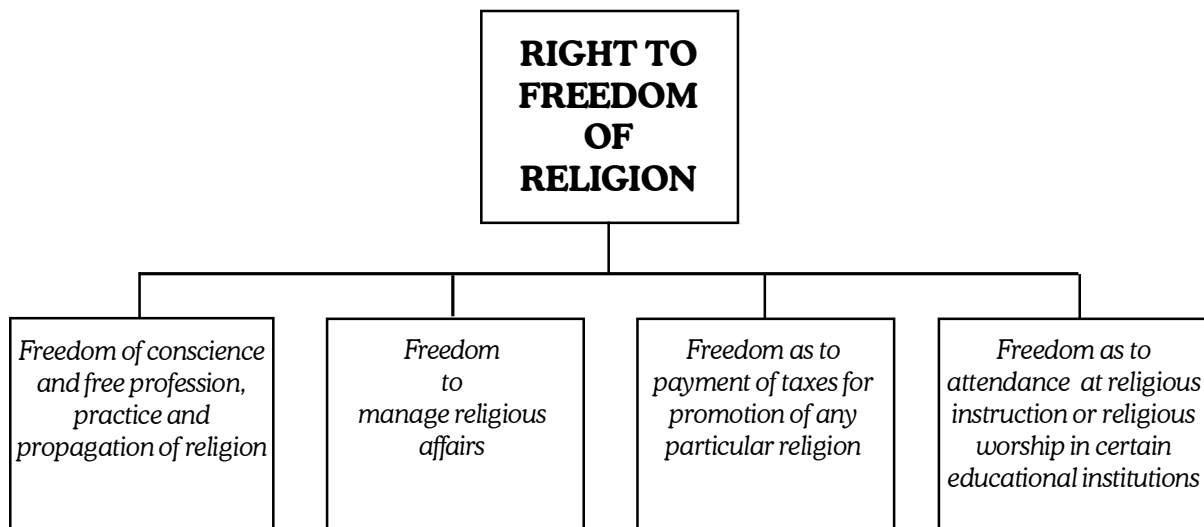 RIGHT TO
FREEDOM
OF
RELIGION
Freedom of conscience
and free profession,
practice and
propagation of religion
Freedom
to
manage religious
affairs
Freedom as to
payment of taxes for
promotion of any
particular religion
Freedom as to
attendance at religious
instruction or religious
worship in certain
educational institutions